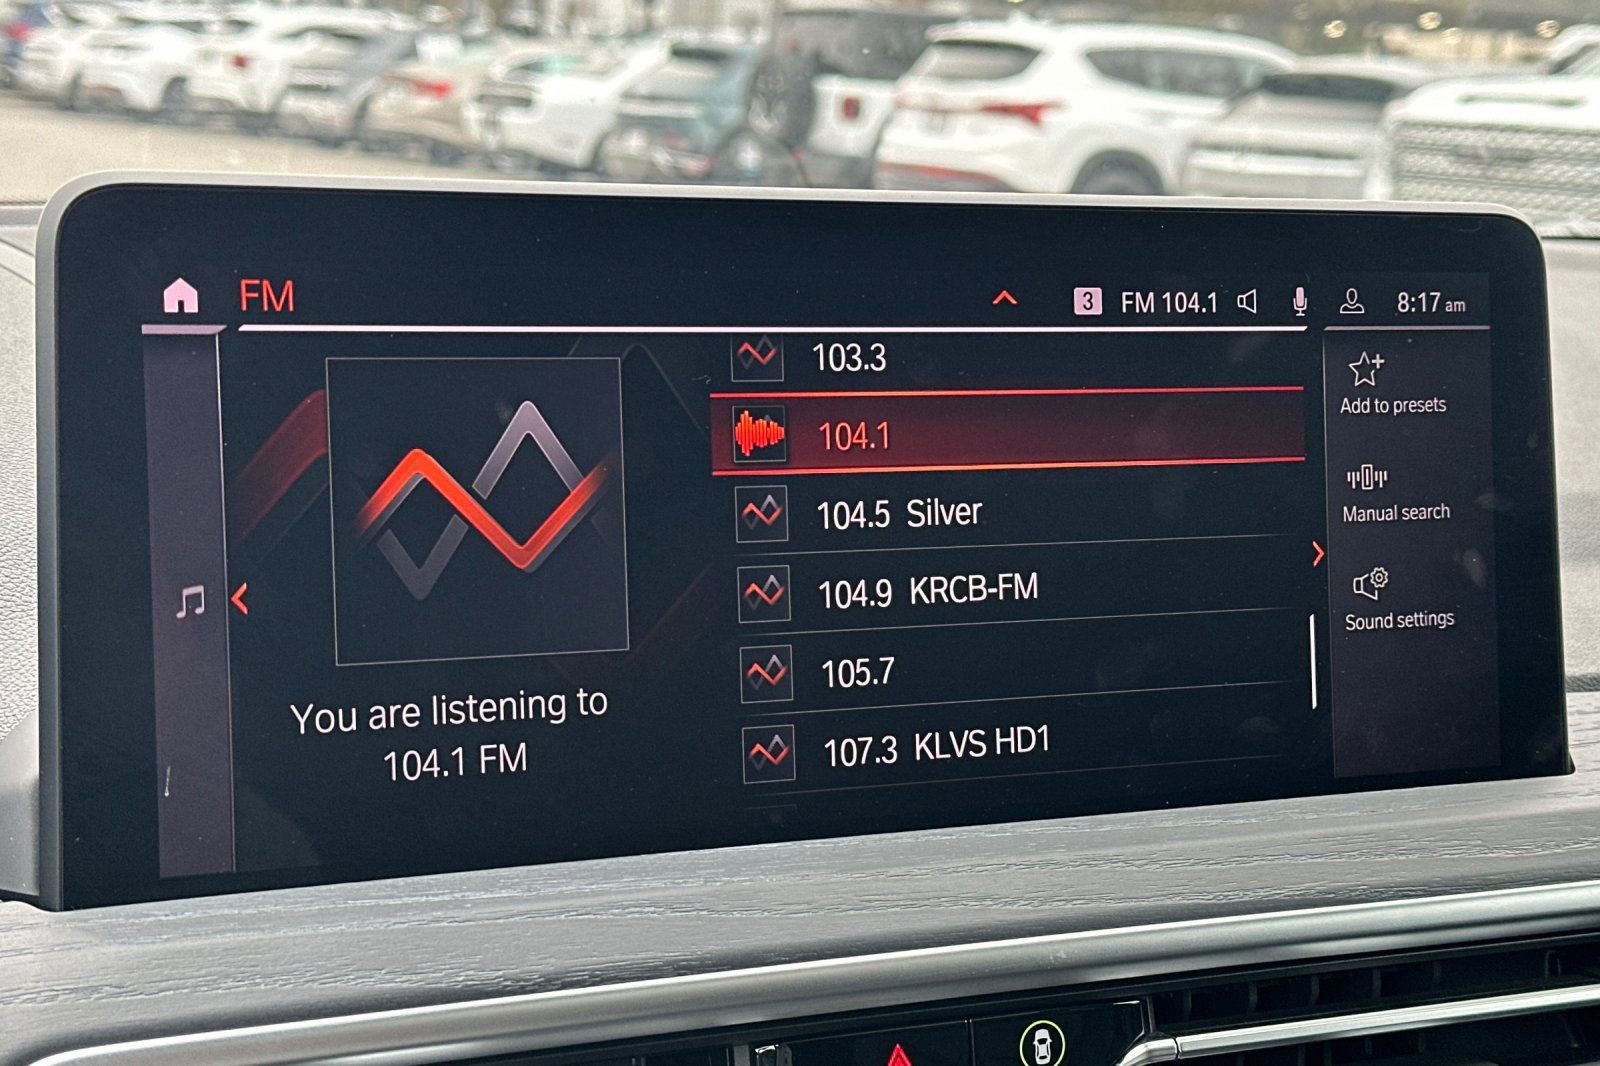 FM
3 FM 104.1 8:17 am
103.3
104.1
104.5 Silver
104.9 KRCB-FM
105.7
107.3 KLVS HD1
You are listening to
104.1 FM
Add to presets
Manual search
Sound settings